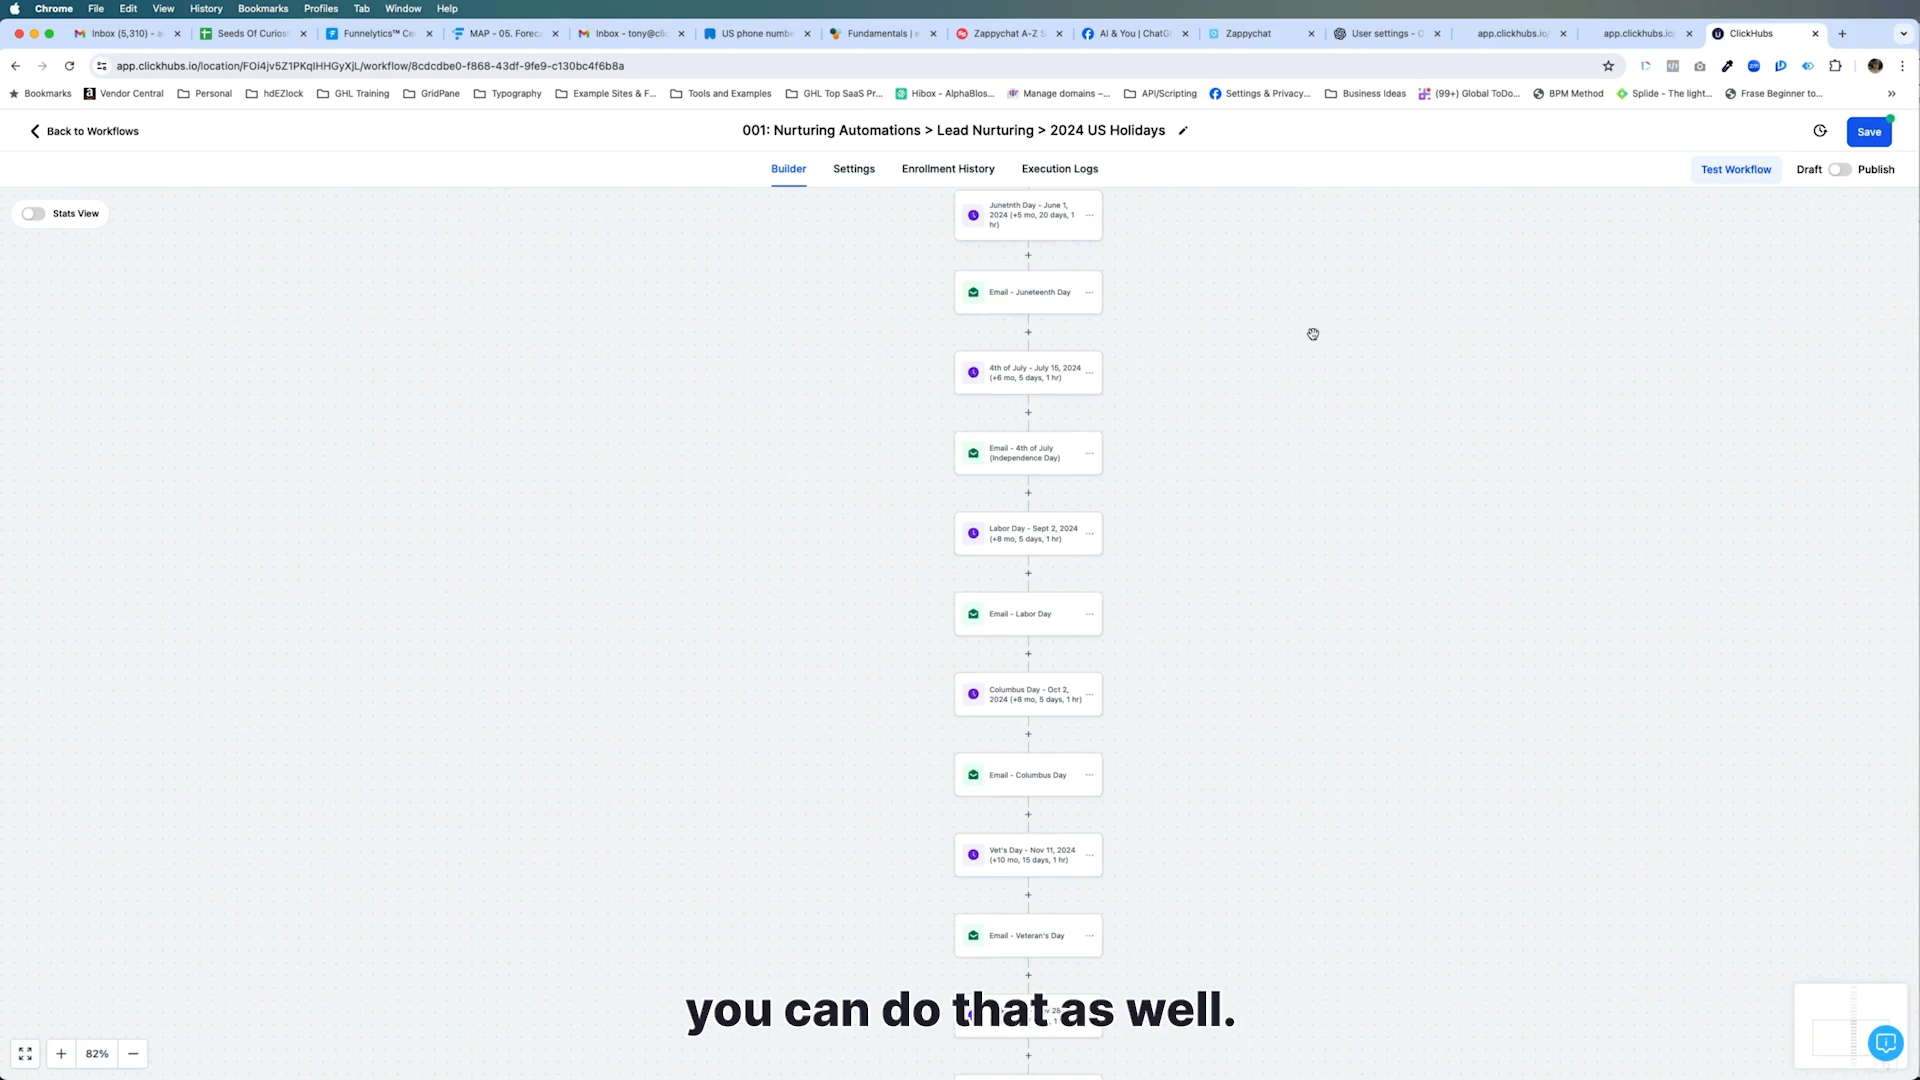 Chrome File Edit View History Bookmarks Profiles Tab Window Help
Inbox (5,310) - a
Seeds Of Curios
Funnelytics™ Ce
MAP - 05. Forec
Inbox - tony@clic
US phone numbe
Fundamentals | e
Zappychat A-Z S
AI & You | ChatG
Zappychat
User settings - C
app.clickhubs.io/
app.clickhubs.io/
ClickHubs
app.clickhubs.io/location/FOi4jv5Z1PKqIHHGyXjL/workflow/8cdcdbe0-f868-43df-9fe9-c130bc4f6b8a
Bookmarks
Vendor Central
Personal
hdEZlock
GHL Training
GridPane
Typography
Example Sites & F...
Tools and Examples
GHL Top SaaS Pr...
Hibox - AlphaBlos...
Manage domains –...
API/Scripting
Settings & Privacy...
Business Ideas
(99+) Global ToDo...
BPM Method
Splide - The light...
Frase Beginner to...
Back to Workflows
001: Nurturing Automations > Lead Nurturing > 2024 US Holidays
Save
Builder
Settings
Enrollment History
Execution Logs
Test Workflow
Draft
Publish
Stats View
Junetnth Day - June 1,
2024 (+5 mo, 20 days, 1
hr)
Email - Juneteenth Day
4th of July - July 15, 2024
(+6 mo, 5 days, 1 hr)
Email - 4th of July
(Independence Day)
Labor Day - Sept 2, 2024
(+8 mo, 5 days, 1 hr)
Email - Labor Day
Columbus Day - Oct 2,
2024 (+8 mo, 5 days, 1 hr)
Email - Columbus Day
Vet's Day - Nov 11, 2024
(+10 mo, 15 days, 1 hr)
Email - Veteran's Day
you can do that as well.
82%